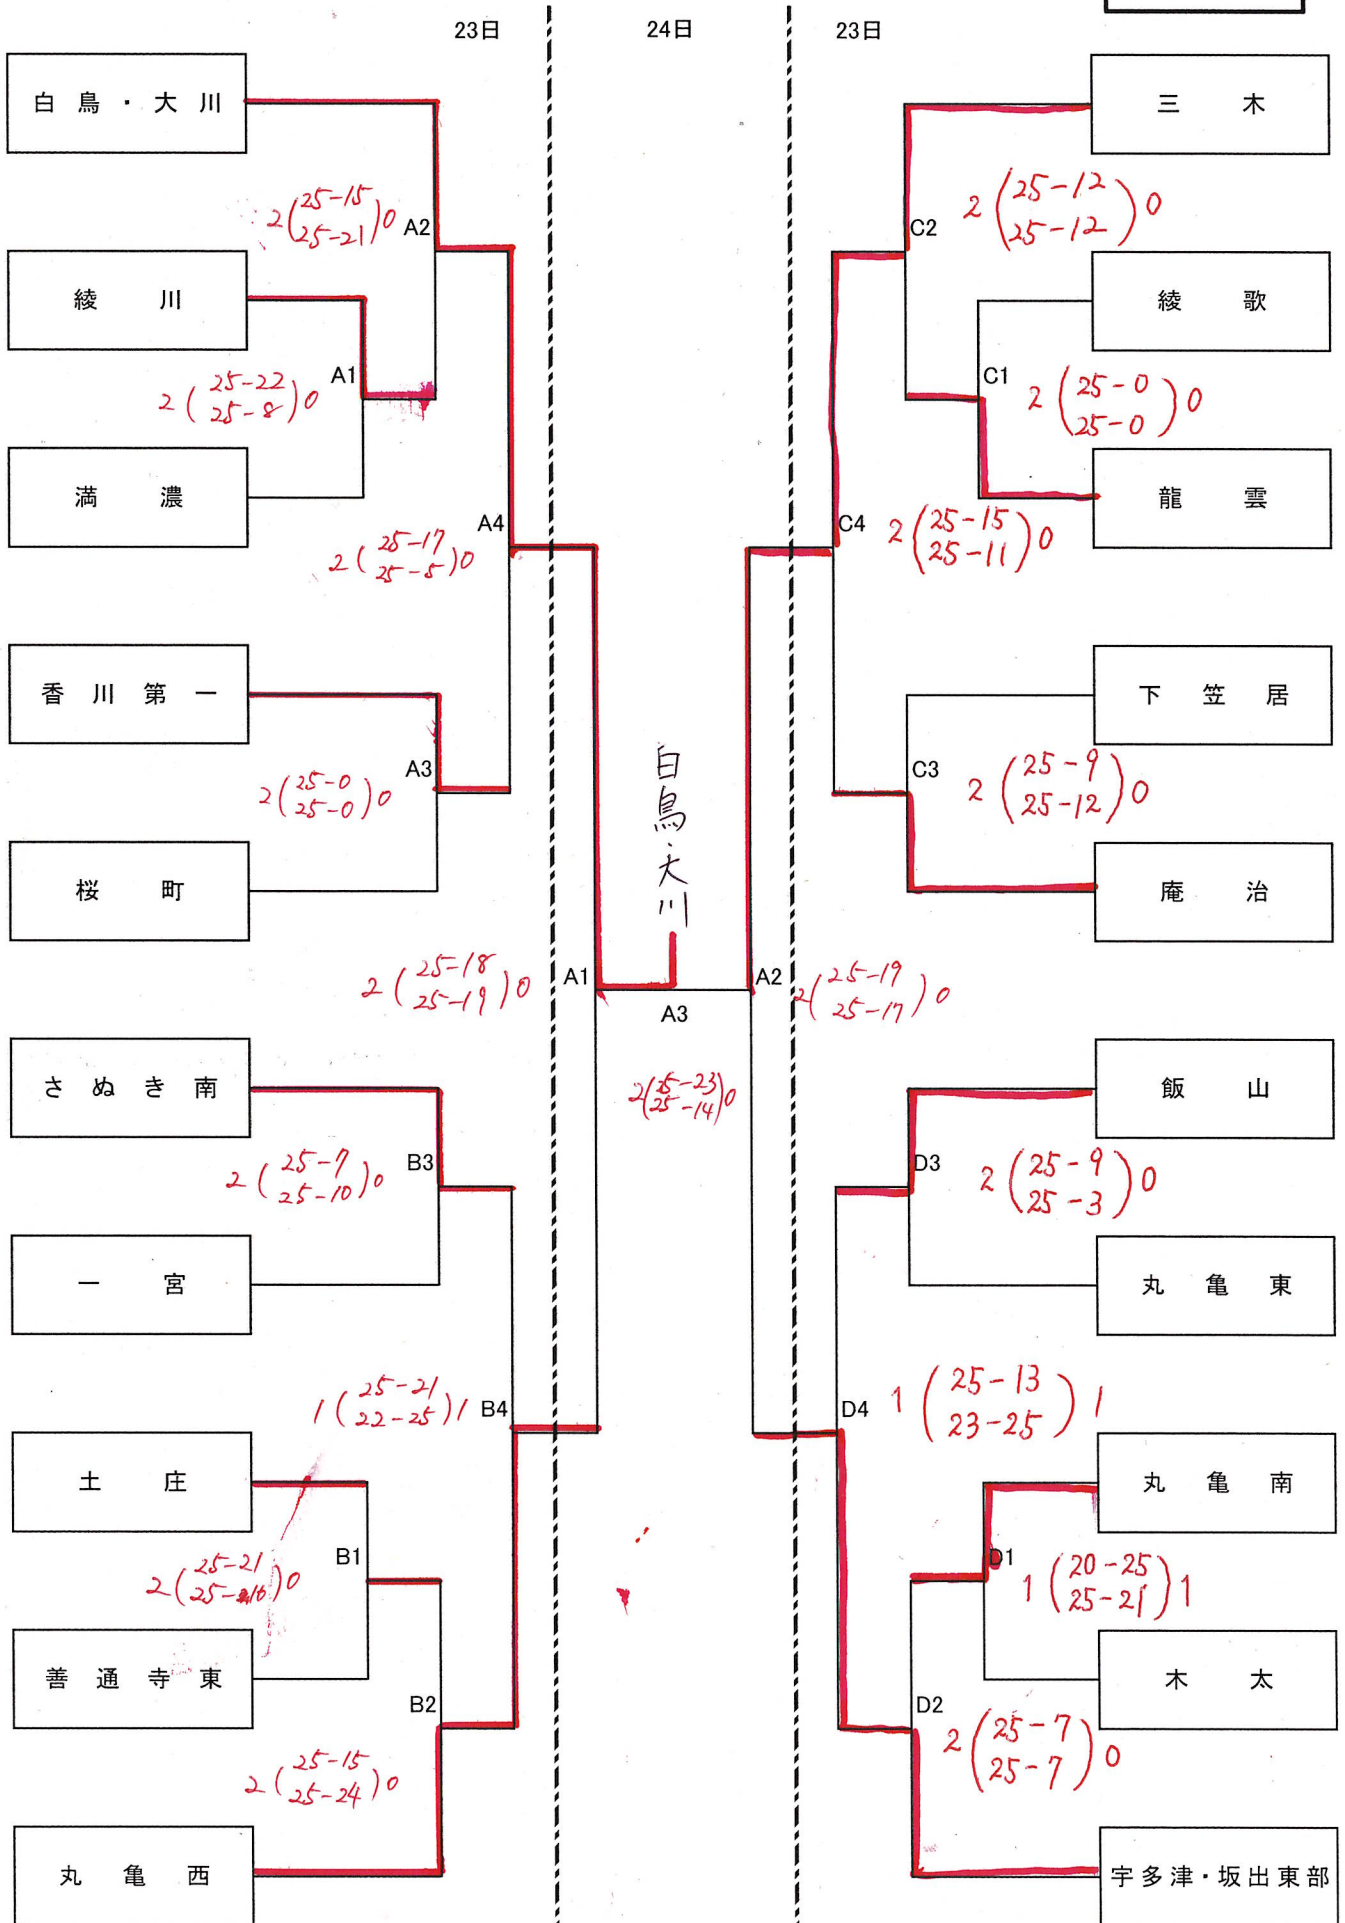 23日 24日 23日
白鳥・大川
三木
2(25-15 25-21)0
A2
C2
2(25-12 25-12)0
綾川
綾歌
2(25-22 25-8)0
A1
C1
2(25-0 25-0)0
満濃
龍雲
2(25-17 25-5)0
A4
C4
2(25-15 25-11)0
香川第一
下笠居
2(25-0 25-0)0
A3
C3
2(25-9 25-12)0
白鳥・大川
桜町
庵治
2(25-18 25-19)0
A1
A2
2(25-19 25-17)0
A3
2(25-23 25-14)0
さぬき南
飯山
2(25-7 25-10)0
B3
D3
2(25-9 25-3)0
一宮
丸亀東
1(25-21 22-25)1
B4
D4
1(25-13 23-25)1
土庄
丸亀南
2(25-21 25-16)0
B1
D1
1(20-25 25-21)1
善通寺東
木太
B2
D2
2(25-7 25-7)0
2(25-15 25-24)0
丸亀西
宇多津・坂出東部